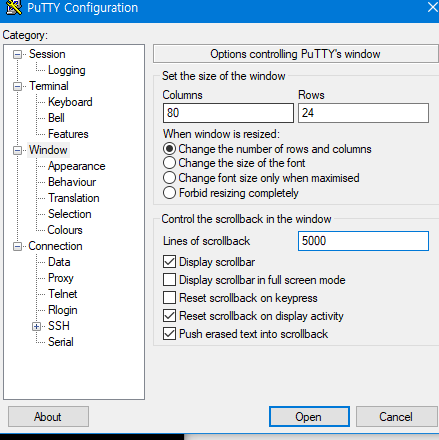 PuTTY Configuration
Category:
Session
Logging
Terminal
Keyboard
Bell
Features
Window
Appearance
Behaviour
Translation
Selection
Colours
Connection
Data
Proxy
Telnet
Rlogin
SSH
Serial
Options controlling PuTTY's window
Set the size of the window
Columns Rows
80 24
When window is resized:
Change the number of rows and columns
Change the size of the font
Change font size only when maximised
Forbid resizing completely
Control the scrollback in the window
Lines of scrollback 5000
Display scrollbar
Display scrollbar in full screen mode
Reset scrollback on keypress
Reset scrollback on display activity
Push erased text into scrollback
About Open Cancel